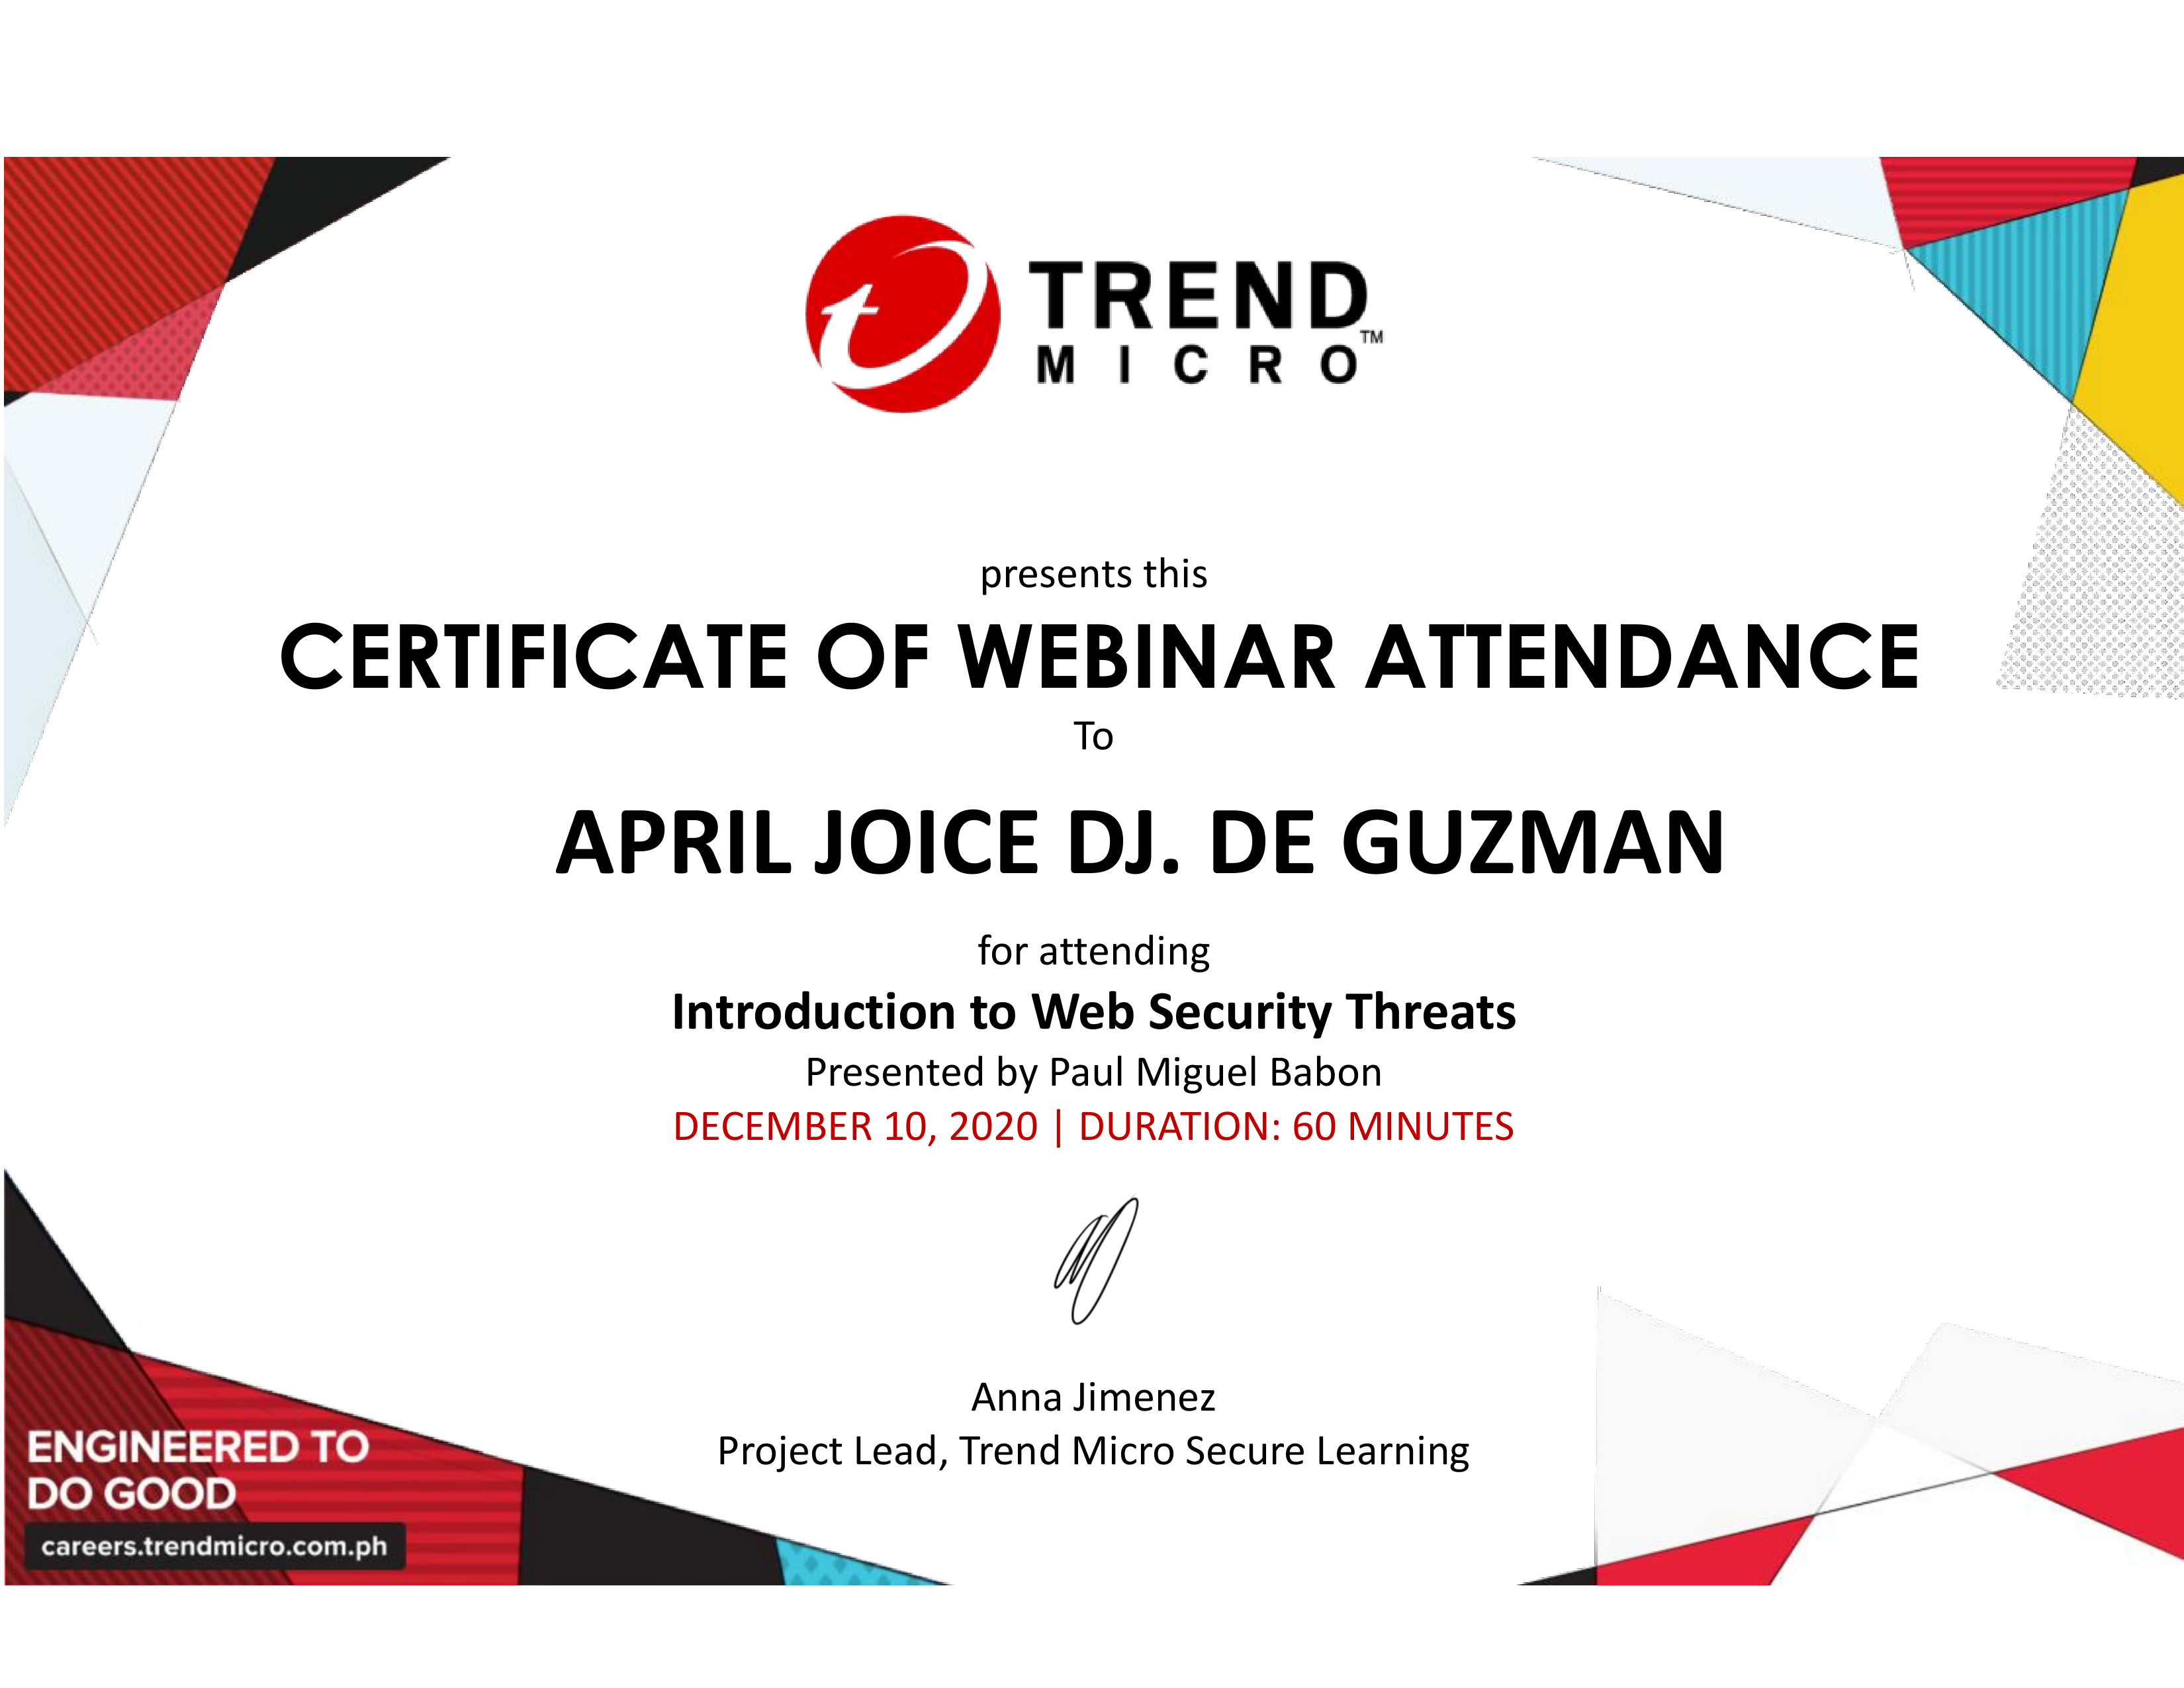 TREND
MICRO™
presents this
CERTIFICATE OF WEBINAR ATTENDANCE
To
APRIL JOICE DJ. DE GUZMAN
for attending
Introduction to Web Security Threats
Presented by Paul Miguel Babon
DECEMBER 10, 2020 | DURATION: 60 MINUTES
Anna Jimenez
Project Lead, Trend Micro Secure Learning
ENGINEERED TO
DO GOOD
careers.trendmicro.com.ph